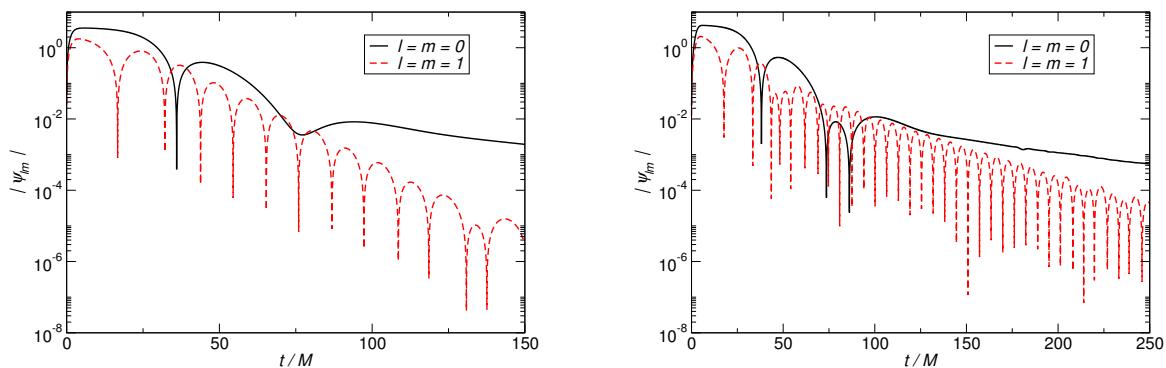 10^0
10^-2
10^-4
10^-6
10^-8
| ψ_lm |
l = m = 0
l = m = 1
0
50
100
150
t / M
10^0
10^-2
10^-4
10^-6
10^-8
| ψ_lm |
l = m = 0
l = m = 1
0
50
100
150
200
250
t / M